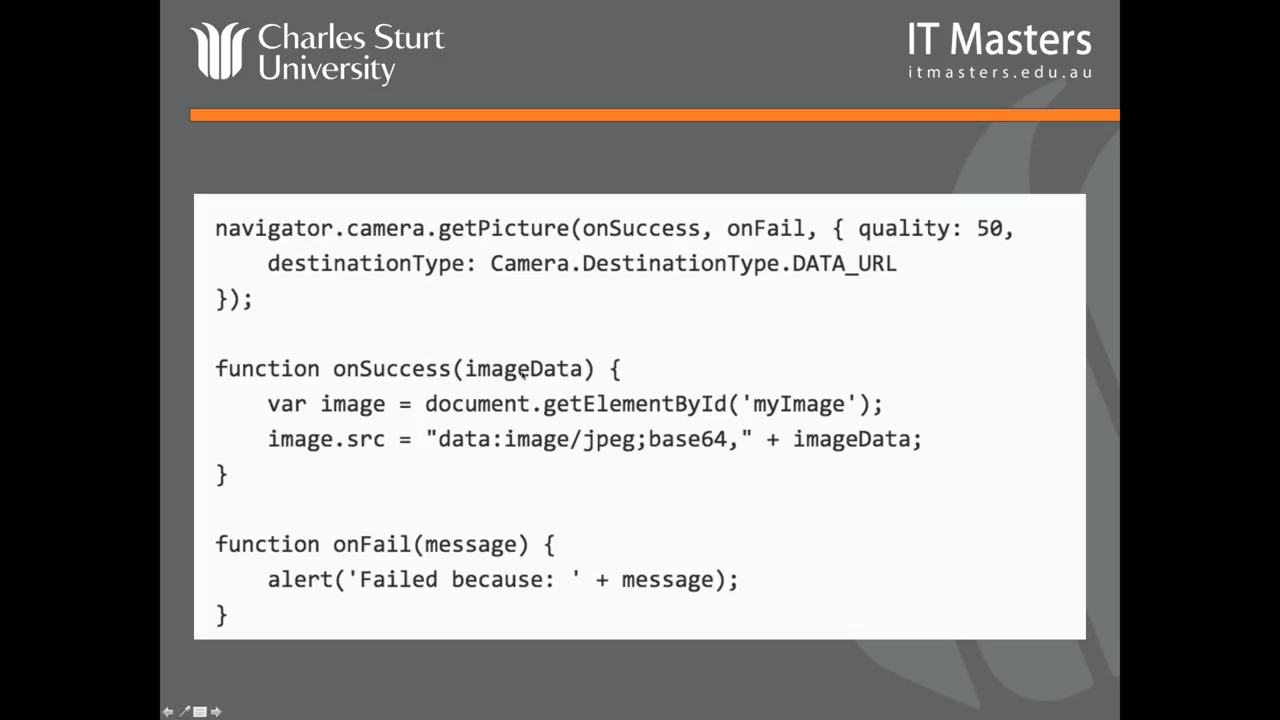 Charles Sturt
University
IT Masters
itmasters.edu.au
navigator.camera.getPicture(onSuccess, onFail, { quality: 50,
    destinationType: Camera.DestinationType.DATA_URL
});
function onSuccess(imageData) {
    var image = document.getElementById('myImage');
    image.src = "data:image/jpeg;base64," + imageData;
}
function onFail(message) {
    alert('Failed because: ' + message);
}